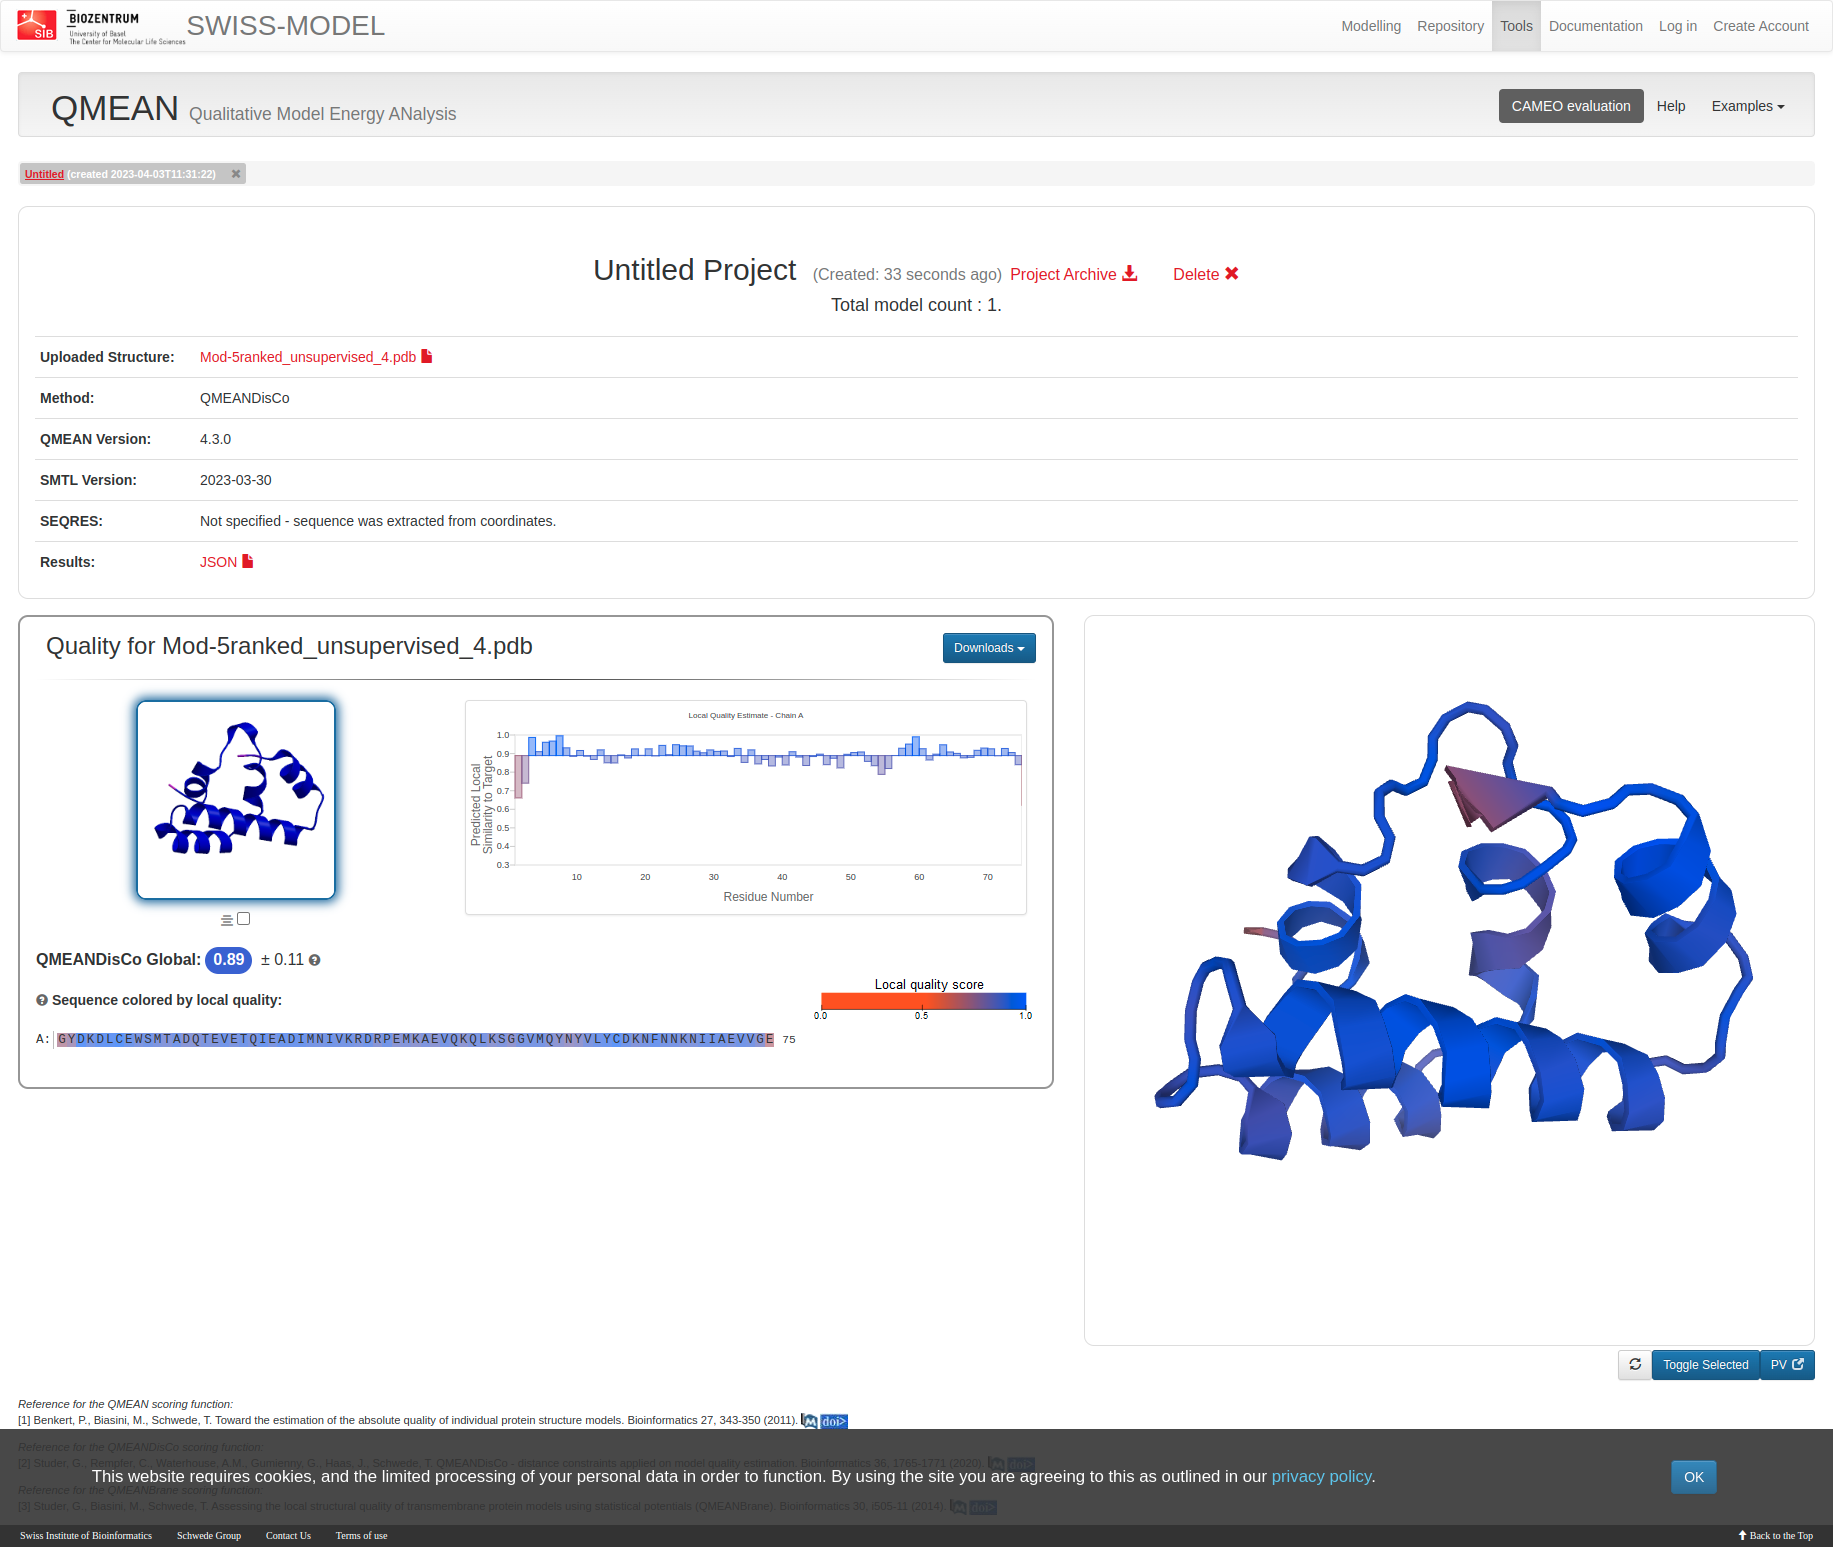 SIB
BIOZENTRUM
University of Basel
The Center for Molecular Life Sciences
SWISS-MODEL
Modelling Repository Tools Documentation Log in Create Account
QMEAN Qualitative Model Energy ANalysis
CAMEO evaluation Help Examples
Untitled (created 2023-04-03T11:31:22)
Untitled Project (Created: 33 seconds ago) Project Archive Delete
Total model count : 1.
Uploaded Structure: Mod-5ranked_unsupervised_4.pdb
Method: QMEANDisCo
QMEAN Version: 4.3.0
SMTL Version: 2023-03-30
SEQRES: Not specified - sequence was extracted from coordinates.
Results: JSON
Quality for Mod-5ranked_unsupervised_4.pdb
Downloads
Local Quality Estimate - Chain A
Predicted Local
Similarity to Target
1.0
0.9
0.8
0.7
0.6
0.5
0.4
0.3
10 20 30 40 50 60 70
Residue Number
QMEANDisCo Global: 0.89 ± 0.11
Sequence colored by local quality:
Local quality score
0.0 0.5 1.0
A: GYDKDLCEWSMTADQTEVETQIEADIMNIVKRDRPEMKAEVQKQLKSGGVMQYNYVLYCDKNFNNKNIIAEVVGE 75
Toggle Selected PV
Reference for the QMEAN scoring function:
[1] Benkert, P., Biasini, M., Schwede, T. Toward the estimation of the absolute quality of individual protein structure models. Bioinformatics 27, 343-350 (2011). M doi>
Reference for the QMEANDisCo scoring function:
[2] Studer, G., Rempfer, C., Waterhouse, A.M., Gumienny, G., Haas, J., Schwede, T. QMEANDisCo - distance constraints applied on model quality estimation. Bioinformatics 36, 1765-1771 (2020). M doi>
This website requires cookies, and the limited processing of your personal data in order to function. By using the site you are agreeing to this as outlined in our privacy policy.
OK
Reference for the QMEANBrane scoring function:
[3] Studer, G., Biasini, M., Schwede, T. Assessing the local structural quality of transmembrane protein models using statistical potentials (QMEANBrane). Bioinformatics 30, i505-11 (2014). M doi>
Swiss Institute of Bioinformatics Schwede Group Contact Us Terms of use
Back to the Top